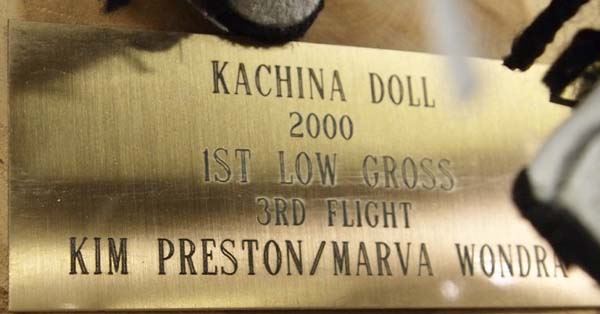 KACHINA DOLL
2000
1ST LOW GROSS
3RD FLIGHT
KIM PRESTON/MARVA WONDRA